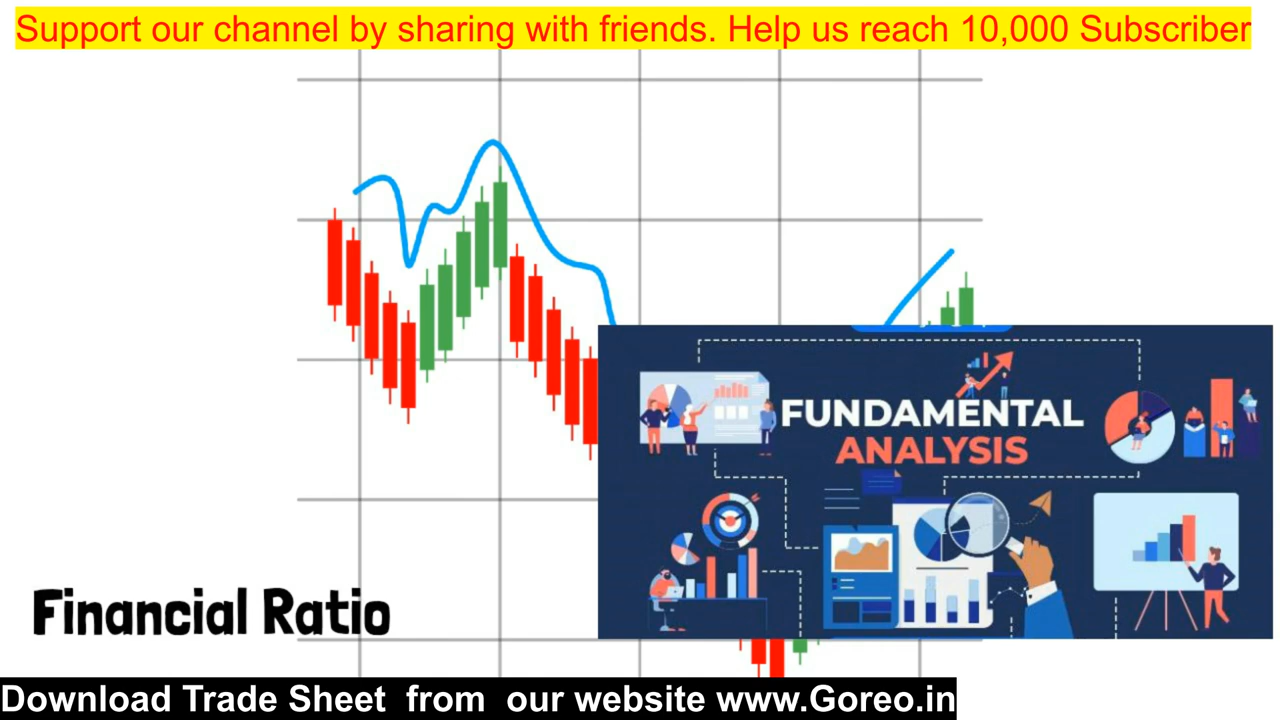 Support our channel by sharing with friends. Help us reach 10,000 Subscriber
FUNDAMENTAL
ANALYSIS
Financial Ratio
Download Trade Sheet from our website www.Goreo.in